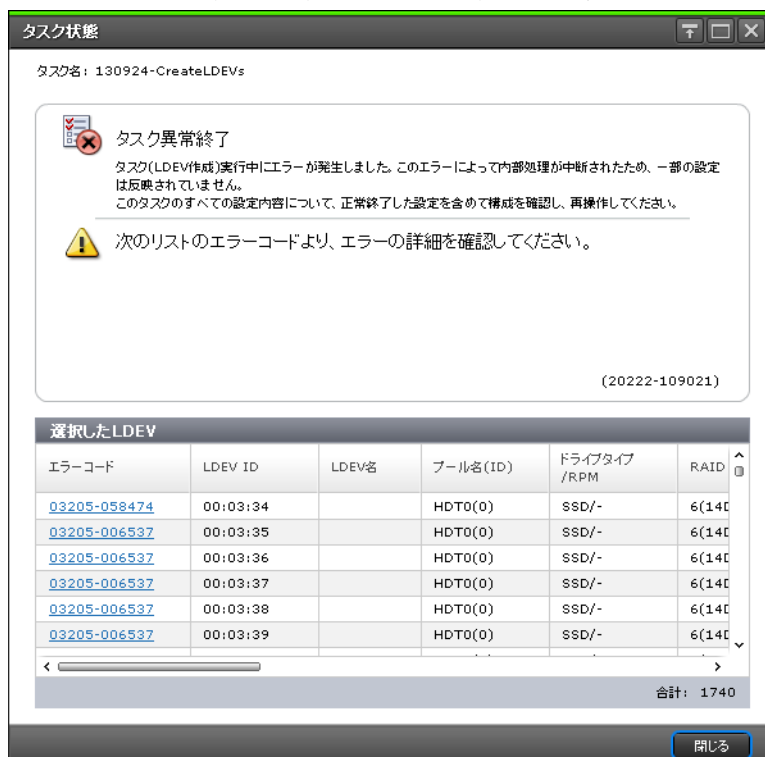 タスク状態
タスク名: 130924-CreateLDEVs
タスク異常終了
タスク(LDEV作成)実行中にエラーが発生しました。このエラーによって内部処理が中断されたため、一部の設定
は反映されていません。
このタスクのすべての設定内容について、正常終了した設定を含めて構成を確認し、再操作してください。
次のリストのエラーコードより、エラーの詳細を確認してください。
(20222-109021)
選択したLDEV
エラーコード LDEV ID LDEV名 プール名(ID) ドライブタイプ /RPM RAID
03205-058474 00:03:34 HDT0(0) SSD/- 6(14D
03205-006537 00:03:35 HDT0(0) SSD/- 6(14D
03205-006537 00:03:36 HDT0(0) SSD/- 6(14D
03205-006537 00:03:37 HDT0(0) SSD/- 6(14D
03205-006537 00:03:38 HDT0(0) SSD/- 6(14D
03205-006537 00:03:39 HDT0(0) SSD/- 6(14D
合計: 1740
閉じる